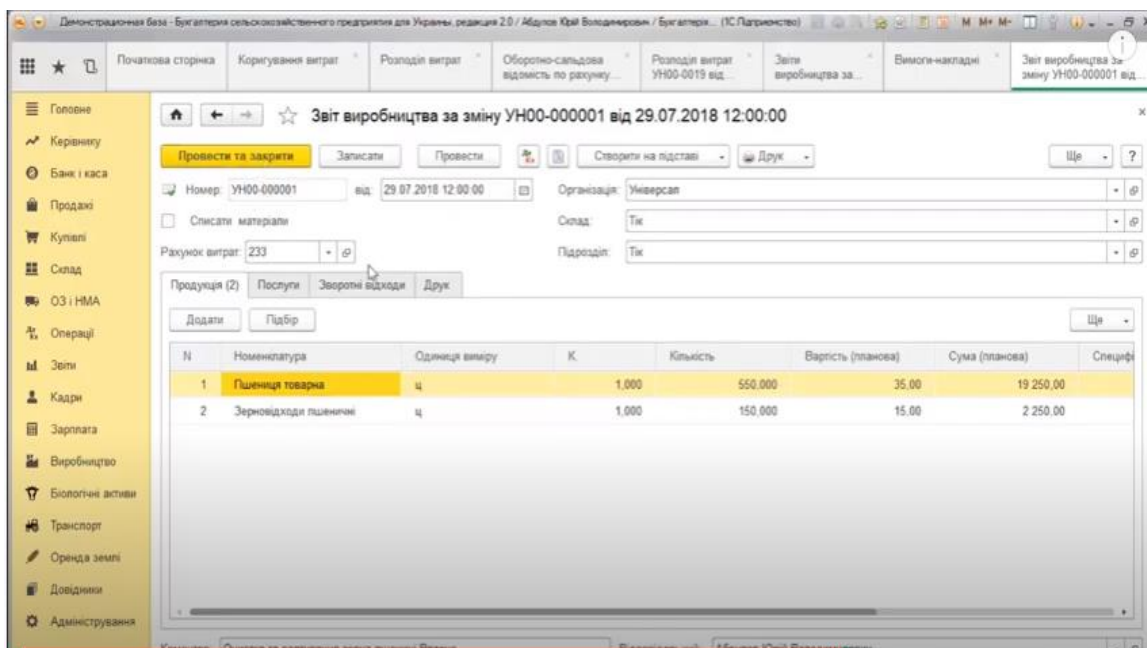 Демонстрационная база - Бухгалтерия сельскохозяйственного предприятия для Украины, редакция 2.0 / Абдулов Юрій Володимирович / Бухгалтерія... (1С:Підприємство)
M M+ M-
Початкова сторінка
Коригування витрат
Розподіл витрат
Оборотно-сальдова відомість по рахунку...
Розподіл витрат УН00-0019 від...
Звіти виробництва за...
Вимоги-накладні
Звіт виробництва за зміну УН00-000001 від...
Головне
Керівнику
Банк і каса
Продажі
Купівлі
Склад
ОЗ і НМА
Операції
Звіти
Кадри
Зарплата
Виробництво
Біологічні активи
Транспорт
Оренда землі
Довідники
Адміністрування
Звіт виробництва за зміну УН00-000001 від 29.07.2018 12:00:00
Провести та закрити Записати Провести Створити на підставі Друк Ще ?
Номер: УН00-000001 від: 29.07.2018 12:00:00 Організація: Універсал
Списати матеріали Склад: Тік
Рахунок витрат: 233 Підрозділ: Тік
Продукція (2) Послуги Зворотні відходи Друк
Додати Підбір Ще
N Номенклатура Одиниця виміру К. Кількість Вартість (планова) Сума (планова) Специфі
1 Пшениця товарна ц 1,000 550,000 35,00 19 250,00
2 Зерновідходи пшеничні ц 1,000 150,000 15,00 2 250,00